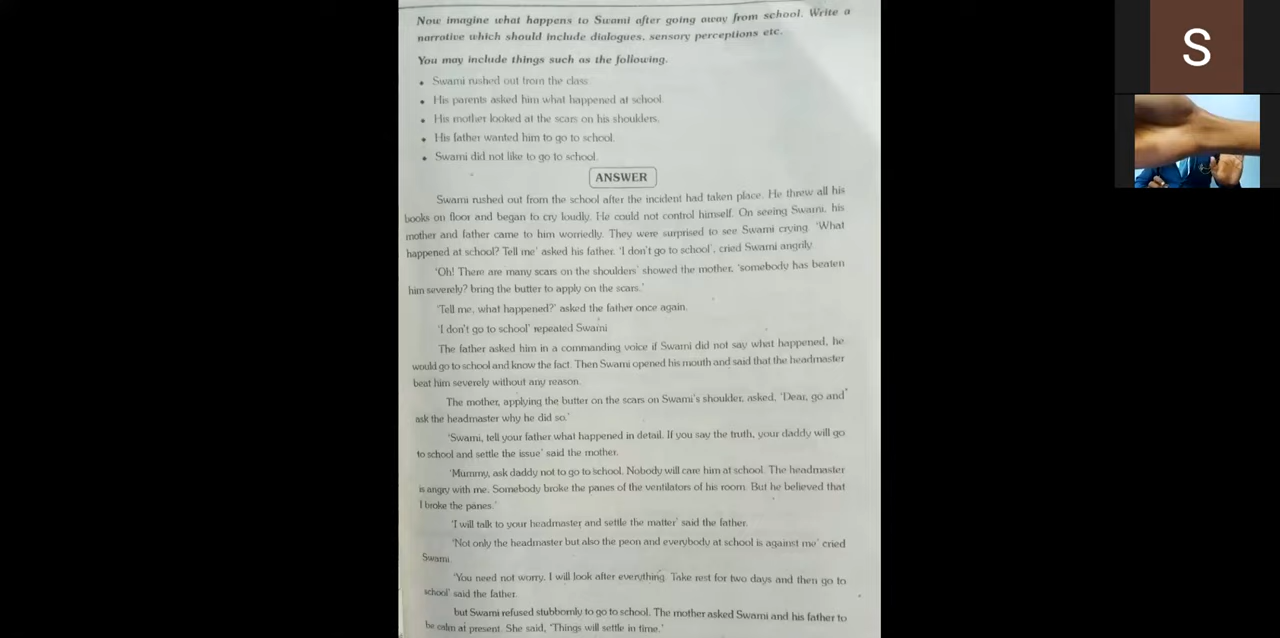 Now imagine what happens to Swami after going away from school. Write a
narrative which should include dialogues, sensory perceptions etc.
You may include things such as the following.
• Swami rushed out from the class
• His parents asked him what happened at school
• His mother looked at the scars on his shoulders.
• His father wanted him to go to school.
• Swami did not like to go to school.
ANSWER
Swami rushed out from the school after the incident had taken place. He threw all his
books on floor and began to cry loudly. He could not control himself. On seeing Swami, his
mother and father came to him worriedly. They were surprised to see Swami crying. 'What
happened at school? Tell me' asked his father. 'I don't go to school', cried Swami angrily.
'Oh! There are many scars on the shoulders' showed the mother, 'somebody has beaten
him severely? bring the butter to apply on the scars.'
'Tell me, what happened?' asked the father once again.
'I don't go to school' repeated Swami
The father asked him in a commanding voice if Swami did not say what happened, he
would go to school and know the fact. Then Swami opened his mouth and said that the headmaster
beat him severely without any reason.
The mother, applying the butter on the scars on Swami's shoulder, asked, 'Dear, go and
ask the headmaster why he did so.'
'Swami, tell your father what happened in detail. If you say the truth, your daddy will go
to school and settle the issue' said the mother.
'Mummy, ask daddy not to go to school. Nobody will care him at school. The headmaster
is angry with me. Somebody broke the panes of the ventilators of his room. But he believed that
I broke the panes.'
'I will talk to your headmaster and settle the matter' said the father.
'Not only the headmaster but also the peon and everybody at school is against me' cried
Swami.
'You need not worry. I will look after everything. Take rest for two days and then go to
school' said the father.
but Swami refused stubbornly to go to school. The mother asked Swami and his father to
be calm at present. She said, 'Things will settle in time.'
S